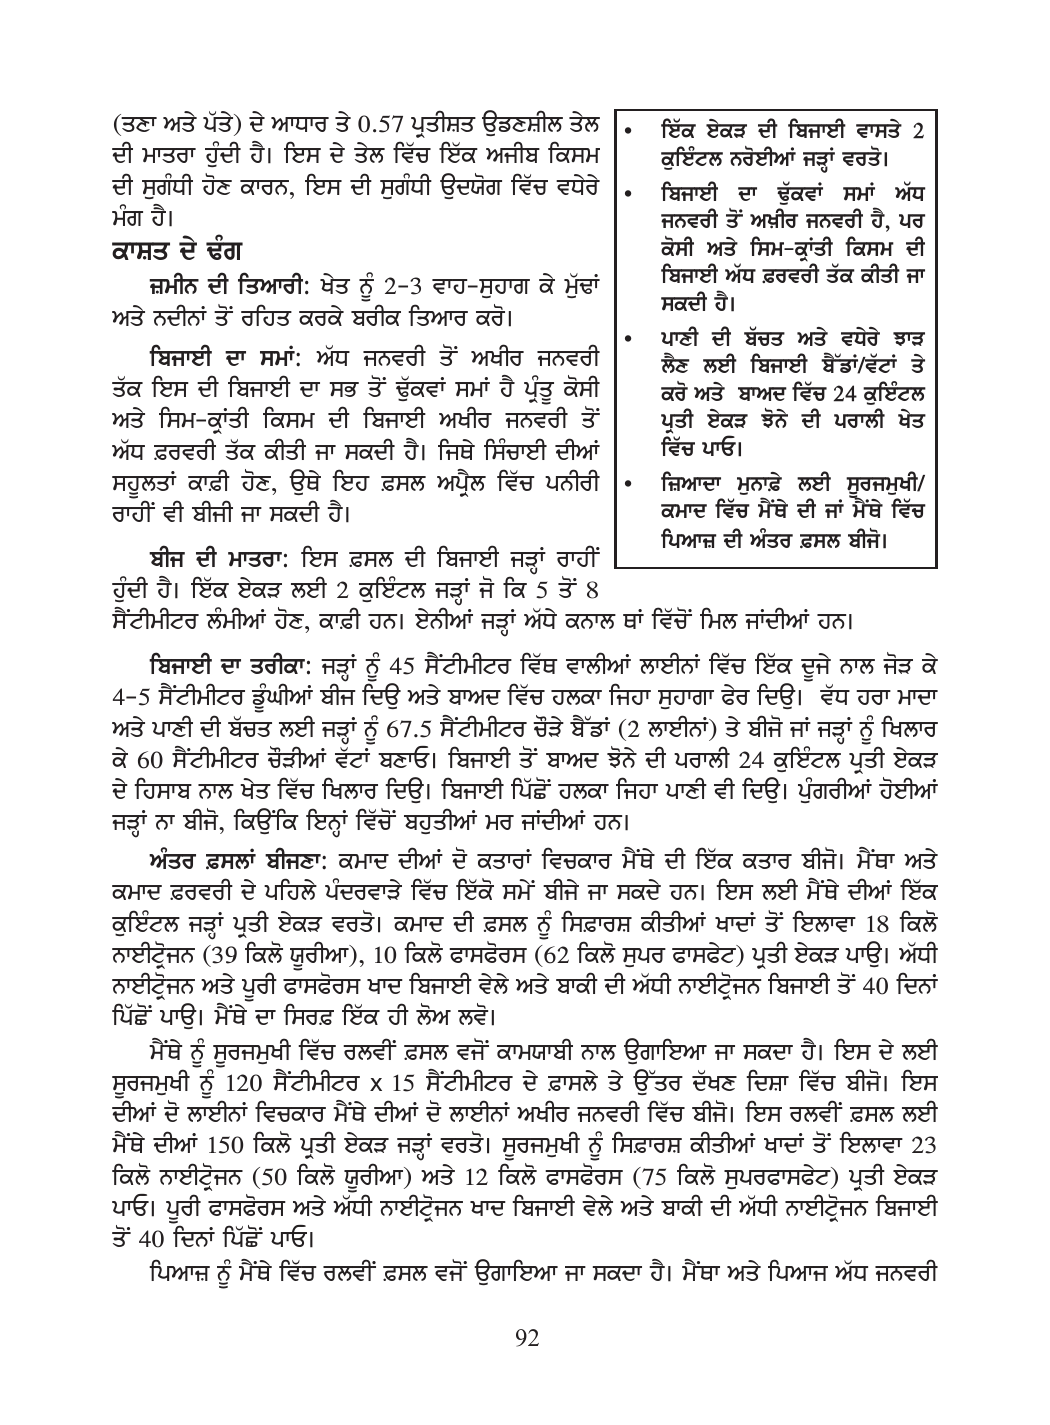 (ਤਣਾ ਅਤੇ ਪੱਤੇ) ਦੇ ਆਧਾਰ ਤੇ 0.57 ਪ੍ਰਤੀਸ਼ਤ ਉਡਣਸ਼ੀਲ ਤੇਲ
ਦੀ ਮਾਤਰਾ ਹੁੰਦੀ ਹੈ। ਇਸ ਦੇ ਤੇਲ ਵਿੱਚ ਇੱਕ ਅਜੀਬ ਕਿਸਮ
ਦੀ ਸੁਗੰਧੀ ਹੋਣ ਕਾਰਨ, ਇਸ ਦੀ ਸੁਗੰਧੀ ਉਦਯੋਗ ਵਿੱਚ ਵਧੇਰੇ
ਮੰਗ ਹੈ।
ਕਾਸ਼ਤ ਦੇ ਢੰਗ
ਜ਼ਮੀਨ ਦੀ ਤਿਆਰੀ: ਖੇਤ ਨੂੰ 2-3 ਵਾਹ-ਸੁਹਾਗ ਕੇ ਮੁੱਢਾਂ
ਅਤੇ ਨਦੀਨਾਂ ਤੋਂ ਰਹਿਤ ਕਰਕੇ ਬਰੀਕ ਤਿਆਰ ਕਰੋ।
ਬਿਜਾਈ ਦਾ ਸਮਾਂ: ਅੱਧ ਜਨਵਰੀ ਤੋਂ ਅਖੀਰ ਜਨਵਰੀ
ਤੱਕ ਇਸ ਦੀ ਬਿਜਾਈ ਦਾ ਸਭ ਤੋਂ ਢੁੱਕਵਾਂ ਸਮਾਂ ਹੈ ਪ੍ਰੰਤੂ ਕੋਸੀ
ਅਤੇ ਸਿਮ-ਕ੍ਰਾਂਤੀ ਕਿਸਮ ਦੀ ਬਿਜਾਈ ਅਖੀਰ ਜਨਵਰੀ ਤੋਂ
ਅੱਧ ਫ਼ਰਵਰੀ ਤੱਕ ਕੀਤੀ ਜਾ ਸਕਦੀ ਹੈ। ਜਿਥੇ ਸਿੰਚਾਈ ਦੀਆਂ
ਸਹੂਲਤਾਂ ਕਾਫ਼ੀ ਹੋਣ, ਉਥੇ ਇਹ ਫ਼ਸਲ ਅਪ੍ਰੈਲ ਵਿੱਚ ਪਨੀਰੀ
ਰਾਹੀਂ ਵੀ ਬੀਜੀ ਜਾ ਸਕਦੀ ਹੈ।
ਬੀਜ ਦੀ ਮਾਤਰਾ: ਇਸ ਫ਼ਸਲ ਦੀ ਬਿਜਾਈ ਜੜ੍ਹਾਂ ਰਾਹੀਂ
ਹੁੰਦੀ ਹੈ। ਇੱਕ ਏਕੜ ਲਈ 2 ਕੁਇੰਟਲ ਜੜ੍ਹਾਂ ਜੋ ਕਿ 5 ਤੋਂ 8
ਸੈਂਟੀਮੀਟਰ ਲੰਮੀਆਂ ਹੋਣ, ਕਾਫ਼ੀ ਹਨ। ਏਨੀਆਂ ਜੜ੍ਹਾਂ ਅੱਧੇ ਕਨਾਲ ਥਾਂ ਵਿੱਚੋਂ ਮਿਲ ਜਾਂਦੀਆਂ ਹਨ।
• ਇੱਕ ਏਕੜ ਦੀ ਬਿਜਾਈ ਵਾਸਤੇ 2
ਕੁਇੰਟਲ ਨਰੋਈਆਂ ਜੜ੍ਹਾਂ ਵਰਤੋ।
• ਬਿਜਾਈ ਦਾ ਢੁੱਕਵਾਂ ਸਮਾਂ ਅੱਧ
ਜਨਵਰੀ ਤੋਂ ਅਖ਼ੀਰ ਜਨਵਰੀ ਹੈ, ਪਰ
ਕੋਸੀ ਅਤੇ ਸਿਮ-ਕ੍ਰਾਂਤੀ ਕਿਸਮ ਦੀ
ਬਿਜਾਈ ਅੱਧ ਫ਼ਰਵਰੀ ਤੱਕ ਕੀਤੀ ਜਾ
ਸਕਦੀ ਹੈ।
• ਪਾਣੀ ਦੀ ਬੱਚਤ ਅਤੇ ਵਧੇਰੇ ਝਾੜ
ਲੈਣ ਲਈ ਬਿਜਾਈ ਬੈੱਡਾਂ/ਵੱਟਾਂ ਤੇ
ਕਰੋ ਅਤੇ ਬਾਅਦ ਵਿੱਚ 24 ਕੁਇੰਟਲ
ਪ੍ਰਤੀ ਏਕੜ ਝੋਨੇ ਦੀ ਪਰਾਲੀ ਖੇਤ
ਵਿੱਚ ਪਾਓ।
• ਜ਼ਿਆਦਾ ਮੁਨਾਫ਼ੇ ਲਈ ਸੂਰਜਮੁਖੀ/
ਕਮਾਦ ਵਿੱਚ ਮੈਂਥੇ ਦੀ ਜਾਂ ਮੈਂਥੇ ਵਿੱਚ
ਪਿਆਜ਼ ਦੀ ਅੰਤਰ ਫ਼ਸਲ ਬੀਜੋ।
ਬਿਜਾਈ ਦਾ ਤਰੀਕਾ: ਜੜ੍ਹਾਂ ਨੂੰ 45 ਸੈਂਟੀਮੀਟਰ ਵਿੱਥ ਵਾਲੀਆਂ ਲਾਈਨਾਂ ਵਿੱਚ ਇੱਕ ਦੂਜੇ ਨਾਲ ਜੋੜ ਕੇ
4-5 ਸੈਂਟੀਮੀਟਰ ਡੂੰਘੀਆਂ ਬੀਜ ਦਿਉ ਅਤੇ ਬਾਅਦ ਵਿੱਚ ਹਲਕਾ ਜਿਹਾ ਸੁਹਾਗਾ ਫੇਰ ਦਿਉ। ਵੱਧ ਹਰਾ ਮਾਦਾ
ਅਤੇ ਪਾਣੀ ਦੀ ਬੱਚਤ ਲਈ ਜੜ੍ਹਾਂ ਨੂੰ 67.5 ਸੈਂਟੀਮੀਟਰ ਚੌੜੇ ਬੈੱਡਾਂ (2 ਲਾਈਨਾਂ) ਤੇ ਬੀਜੋ ਜਾਂ ਜੜ੍ਹਾਂ ਨੂੰ ਖਿਲਾਰ
ਕੇ 60 ਸੈਂਟੀਮੀਟਰ ਚੌੜੀਆਂ ਵੱਟਾਂ ਬਣਾਓ। ਬਿਜਾਈ ਤੋਂ ਬਾਅਦ ਝੋਨੇ ਦੀ ਪਰਾਲੀ 24 ਕੁਇੰਟਲ ਪ੍ਰਤੀ ਏਕੜ
ਦੇ ਹਿਸਾਬ ਨਾਲ ਖੇਤ ਵਿੱਚ ਖਿਲਾਰ ਦਿਉ। ਬਿਜਾਈ ਪਿੱਛੋਂ ਹਲਕਾ ਜਿਹਾ ਪਾਣੀ ਵੀ ਦਿਉ। ਪੁੰਗਰੀਆਂ ਹੋਈਆਂ
ਜੜ੍ਹਾਂ ਨਾ ਬੀਜੋ, ਕਿਉਂਕਿ ਇਨ੍ਹਾਂ ਵਿੱਚੋਂ ਬਹੁਤੀਆਂ ਮਰ ਜਾਂਦੀਆਂ ਹਨ।
ਅੰਤਰ ਫ਼ਸਲਾਂ ਬੀਜਣਾ: ਕਮਾਦ ਦੀਆਂ ਦੋ ਕਤਾਰਾਂ ਵਿਚਕਾਰ ਮੈਂਥੇ ਦੀ ਇੱਕ ਕਤਾਰ ਬੀਜੋ। ਮੈਂਥਾ ਅਤੇ
ਕਮਾਦ ਫ਼ਰਵਰੀ ਦੇ ਪਹਿਲੇ ਪੰਦਰਵਾੜੇ ਵਿੱਚ ਇੱਕੋ ਸਮੇਂ ਬੀਜੇ ਜਾ ਸਕਦੇ ਹਨ। ਇਸ ਲਈ ਮੈਂਥੇ ਦੀਆਂ ਇੱਕ
ਕੁਇੰਟਲ ਜੜ੍ਹਾਂ ਪ੍ਰਤੀ ਏਕੜ ਵਰਤੋ। ਕਮਾਦ ਦੀ ਫ਼ਸਲ ਨੂੰ ਸਿਫ਼ਾਰਸ਼ ਕੀਤੀਆਂ ਖਾਦਾਂ ਤੋਂ ਇਲਾਵਾ 18 ਕਿਲੋ
ਨਾਈਟ੍ਰੋਜਨ (39 ਕਿਲੋ ਯੂਰੀਆ), 10 ਕਿਲੋ ਫਾਸਫੋਰਸ (62 ਕਿਲੋ ਸੁਪਰ ਫਾਸਫੇਟ) ਪ੍ਰਤੀ ਏਕੜ ਪਾਉ। ਅੱਧੀ
ਨਾਈਟ੍ਰੋਜਨ ਅਤੇ ਪੂਰੀ ਫਾਸਫੋਰਸ ਖਾਦ ਬਿਜਾਈ ਵੇਲੇ ਅਤੇ ਬਾਕੀ ਦੀ ਅੱਧੀ ਨਾਈਟ੍ਰੋਜਨ ਬਿਜਾਈ ਤੋਂ 40 ਦਿਨਾਂ
ਪਿੱਛੋਂ ਪਾਉ। ਮੈਂਥੇ ਦਾ ਸਿਰਫ਼ ਇੱਕ ਹੀ ਲੋਅ ਲਵੋ।
ਮੈਂਥੇ ਨੂੰ ਸੂਰਜਮੁਖੀ ਵਿੱਚ ਰਲਵੀਂ ਫ਼ਸਲ ਵਜੋਂ ਕਾਮਯਾਬੀ ਨਾਲ ਉਗਾਇਆ ਜਾ ਸਕਦਾ ਹੈ। ਇਸ ਦੇ ਲਈ
ਸੂਰਜਮੁਖੀ ਨੂੰ 120 ਸੈਂਟੀਮੀਟਰ x 15 ਸੈਂਟੀਮੀਟਰ ਦੇ ਫ਼ਾਸਲੇ ਤੇ ਉੱਤਰ ਦੱਖਣ ਦਿਸ਼ਾ ਵਿੱਚ ਬੀਜੋ। ਇਸ
ਦੀਆਂ ਦੋ ਲਾਈਨਾਂ ਵਿਚਕਾਰ ਮੈਂਥੇ ਦੀਆਂ ਦੋ ਲਾਈਨਾਂ ਅਖੀਰ ਜਨਵਰੀ ਵਿੱਚ ਬੀਜੋ। ਇਸ ਰਲਵੀਂ ਫ਼ਸਲ ਲਈ
ਮੈਂਥੇ ਦੀਆਂ 150 ਕਿਲੋ ਪ੍ਰਤੀ ਏਕੜ ਜੜ੍ਹਾਂ ਵਰਤੋ। ਸੂਰਜਮੁਖੀ ਨੂੰ ਸਿਫ਼ਾਰਸ਼ ਕੀਤੀਆਂ ਖਾਦਾਂ ਤੋਂ ਇਲਾਵਾ 23
ਕਿਲੋ ਨਾਈਟ੍ਰੋਜਨ (50 ਕਿਲੋ ਯੂਰੀਆ) ਅਤੇ 12 ਕਿਲੋ ਫਾਸਫੋਰਸ (75 ਕਿਲੋ ਸੁਪਰਫਾਸਫੇਟ) ਪ੍ਰਤੀ ਏਕੜ
ਪਾਓ। ਪੂਰੀ ਫਾਸਫੋਰਸ ਅਤੇ ਅੱਧੀ ਨਾਈਟ੍ਰੋਜਨ ਖਾਦ ਬਿਜਾਈ ਵੇਲੇ ਅਤੇ ਬਾਕੀ ਦੀ ਅੱਧੀ ਨਾਈਟ੍ਰੋਜਨ ਬਿਜਾਈ
ਤੋਂ 40 ਦਿਨਾਂ ਪਿੱਛੋਂ ਪਾਓ।
ਪਿਆਜ਼ ਨੂੰ ਮੈਂਥੇ ਵਿੱਚ ਰਲਵੀਂ ਫ਼ਸਲ ਵਜੋਂ ਉਗਾਇਆ ਜਾ ਸਕਦਾ ਹੈ। ਮੈਂਥਾ ਅਤੇ ਪਿਆਜ ਅੱਧ ਜਨਵਰੀ
92